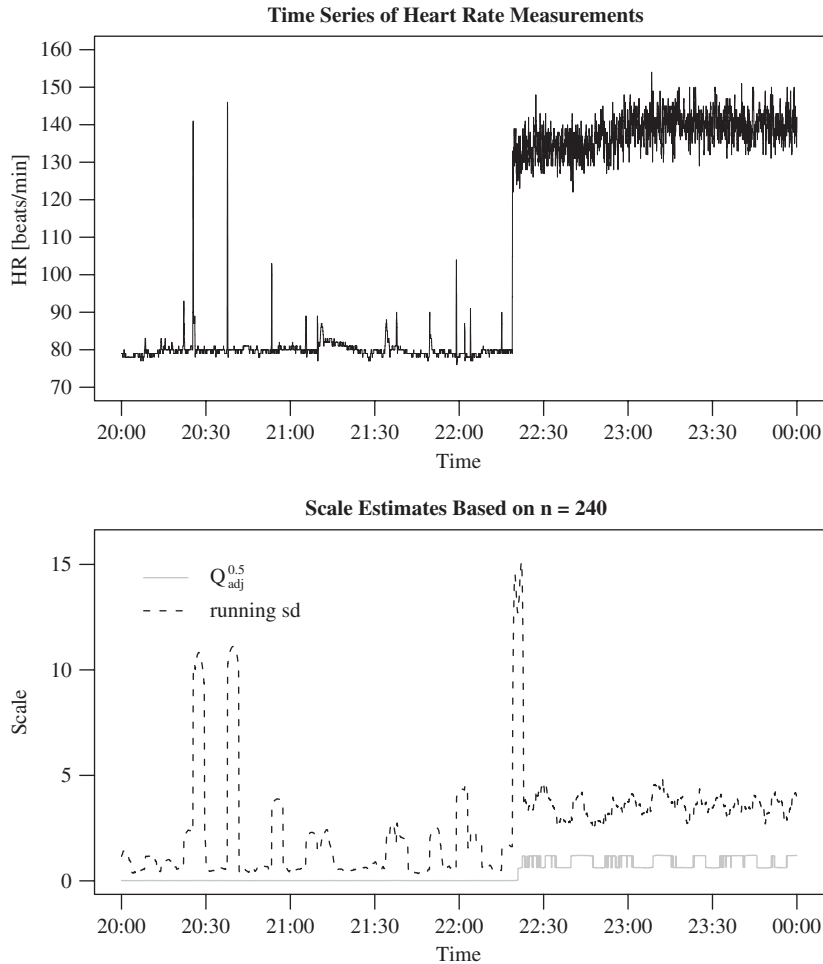 Time Series of Heart Rate Measurements
160
150
140
130
120
110
100
90
80
70
HR [beats/min]
20:00 20:30 21:00 21:30 22:00 22:30 23:00 23:30 00:00
Time
Scale Estimates Based on n = 240
15
10
5
0
Scale
Q^{0.5}_{adj}
running sd
20:00 20:30 21:00 21:30 22:00 22:30 23:00 23:30 00:00
Time